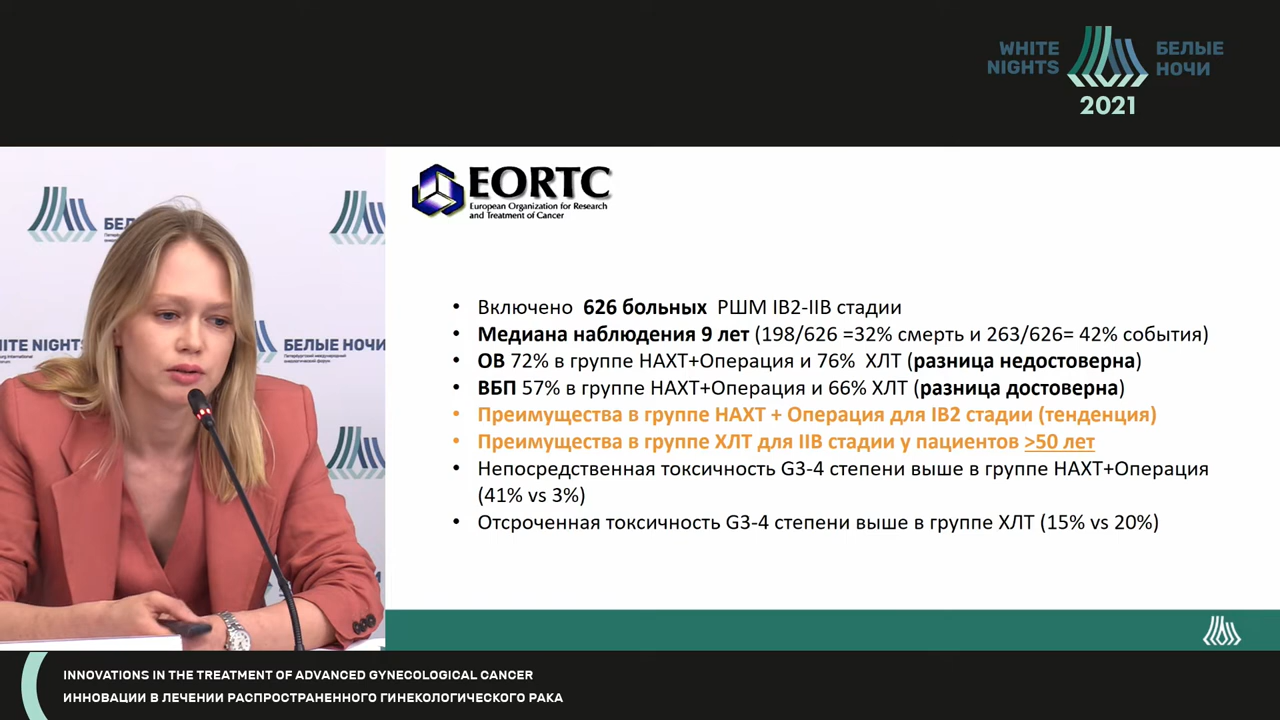 WHITE NIGHTS
БЕЛЫЕ НОЧИ
2021
EORTC
European Organization for Research
and Treatment of Cancer
БЕЛ
WHITE NIGHTS
БЕЛЫЕ НОЧИ
• Включено 626 больных РШМ IB2-IIB стадии
• Медиана наблюдения 9 лет (198/626 =32% смерть и 263/626= 42% события)
• ОВ 72% в группе НАХТ+Операция и 76% ХЛТ (разница недостоверна)
• ВБП 57% в группе НАХТ+Операция и 66% ХЛТ (разница достоверна)
• Преимущества в группе НАХТ + Операция для IB2 стадии (тенденция)
• Преимущества в группе ХЛТ для IIB стадии у пациентов >50 лет
• Непосредственная токсичность G3-4 степени выше в группе НАХТ+Операция
(41% vs 3%)
• Отсроченная токсичность G3-4 степени выше в группе ХЛТ (15% vs 20%)
INNOVATIONS IN THE TREATMENT OF ADVANCED GYNECOLOGICAL CANCER
ИННОВАЦИИ В ЛЕЧЕНИИ РАСПРОСТРАНЕННОГО ГИНЕКОЛОГИЧЕСКОГО РАКА